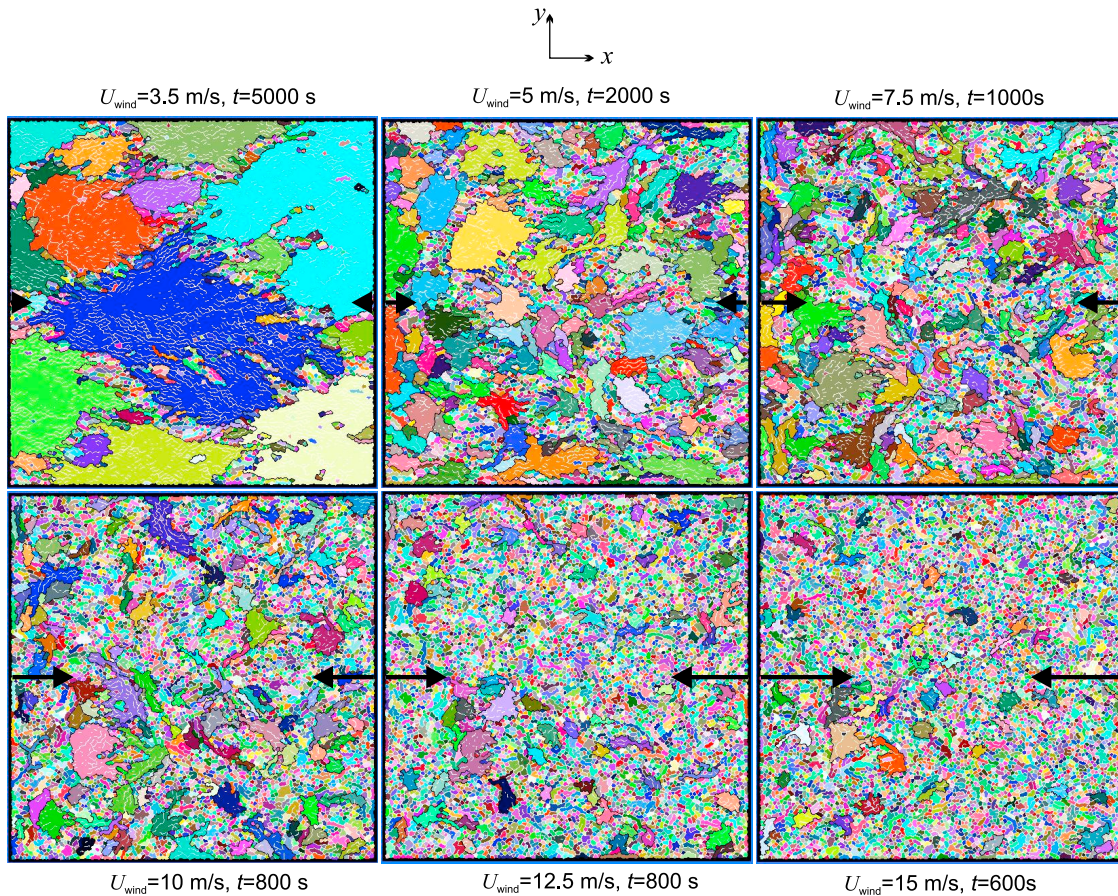 y
x
U_wind=3.5 m/s, t=5000 s
U_wind=5 m/s, t=2000 s
U_wind=7.5 m/s, t=1000s
U_wind=10 m/s, t=800 s
U_wind=12.5 m/s, t=800 s
U_wind=15 m/s, t=600s